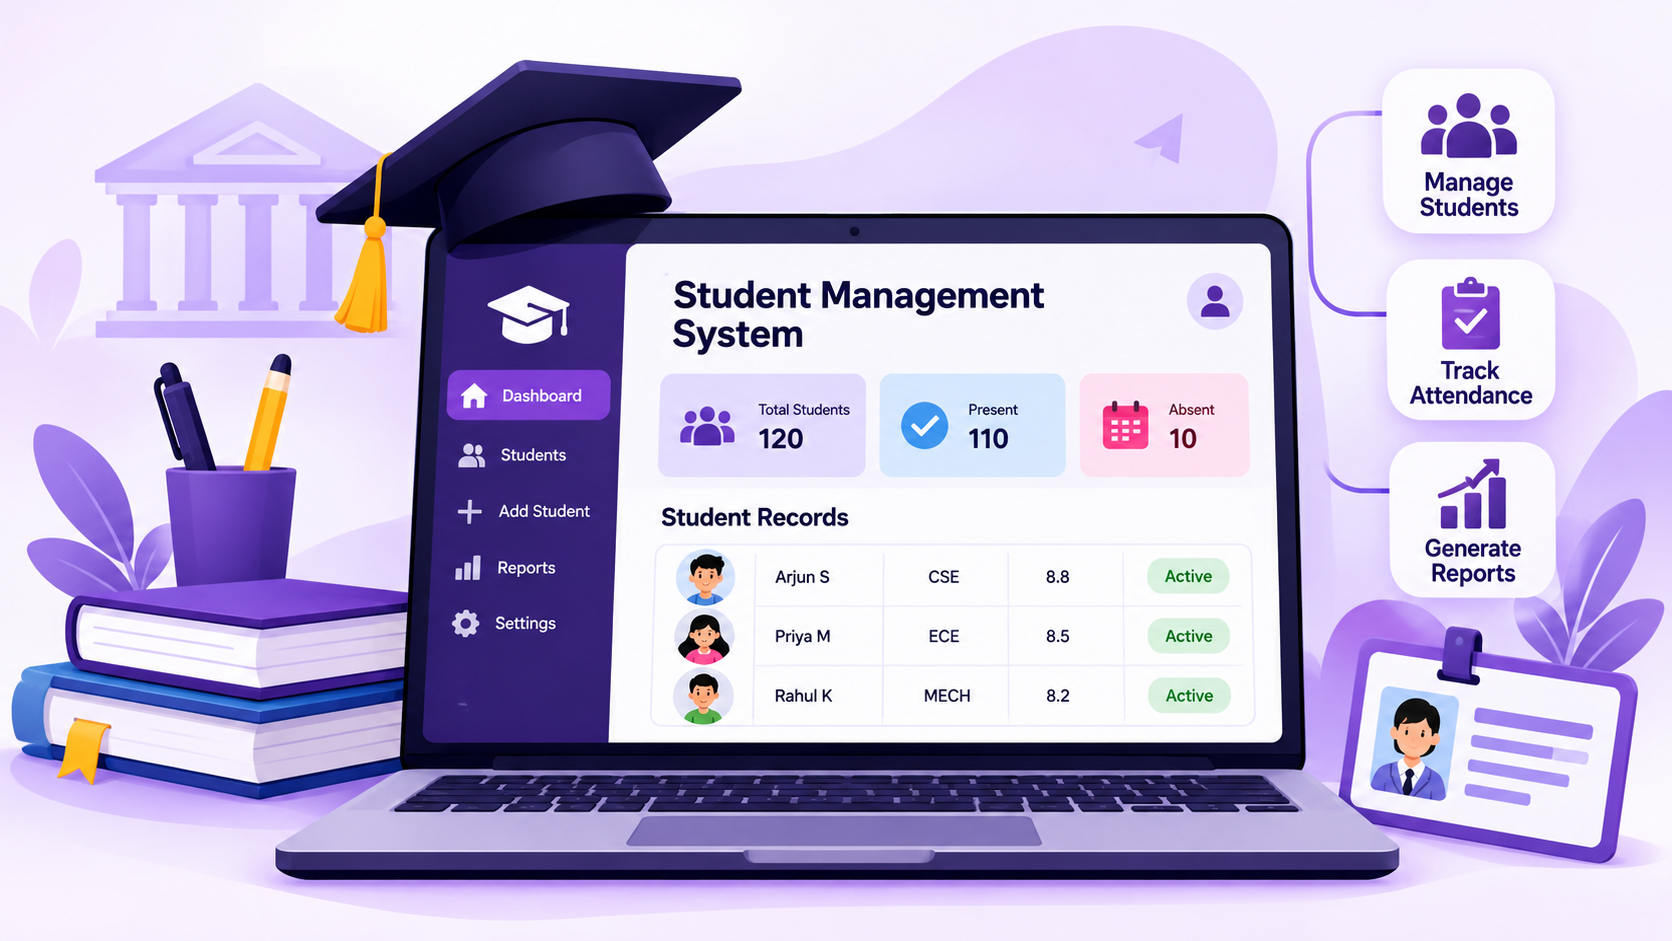 Student Management
System
Dashboard
Students
Add Student
Reports
Settings
Total Students
120
Present
110
Absent
10
Student Records
Arjun S CSE 8.8 Active
Priya M ECE 8.5 Active
Rahul K MECH 8.2 Active
Manage
Students
Track
Attendance
Generate
Reports